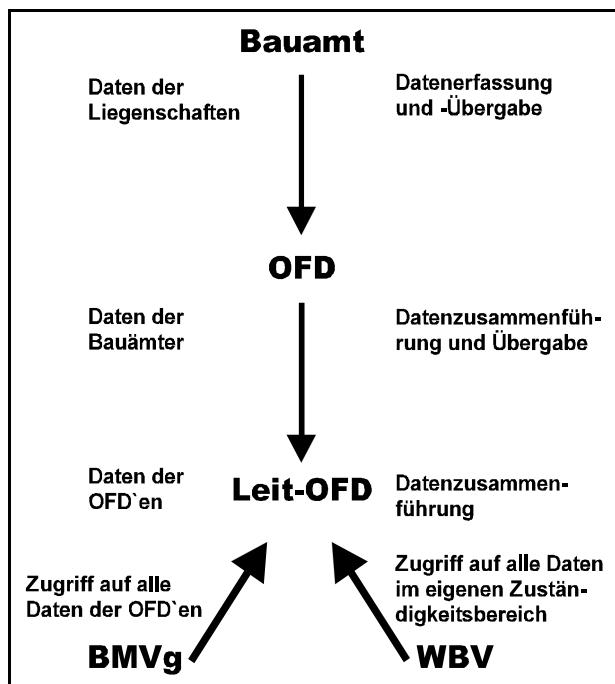 Bauamt
Daten der
Liegenschaften
Datenerfassung
und -Übergabe
OFD
Daten der
Bauämter
Datenzusammenfüh-
rung und Übergabe
Daten der
OFD`en
Leit-OFD
Datenzusammen-
führung
Zugriff auf alle
Daten der OFD`en
Zugriff auf alle Daten
im eigenen Zustän-
digkeitsbereich
BMVg
WBV